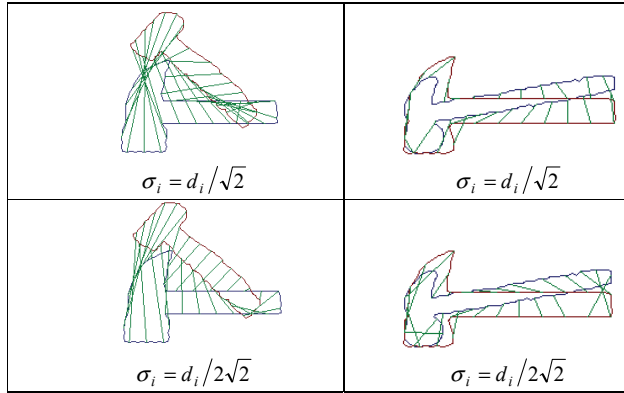 σᵢ = dᵢ/√2
σᵢ = dᵢ/√2
σᵢ = dᵢ/2√2
σᵢ = dᵢ/2√2